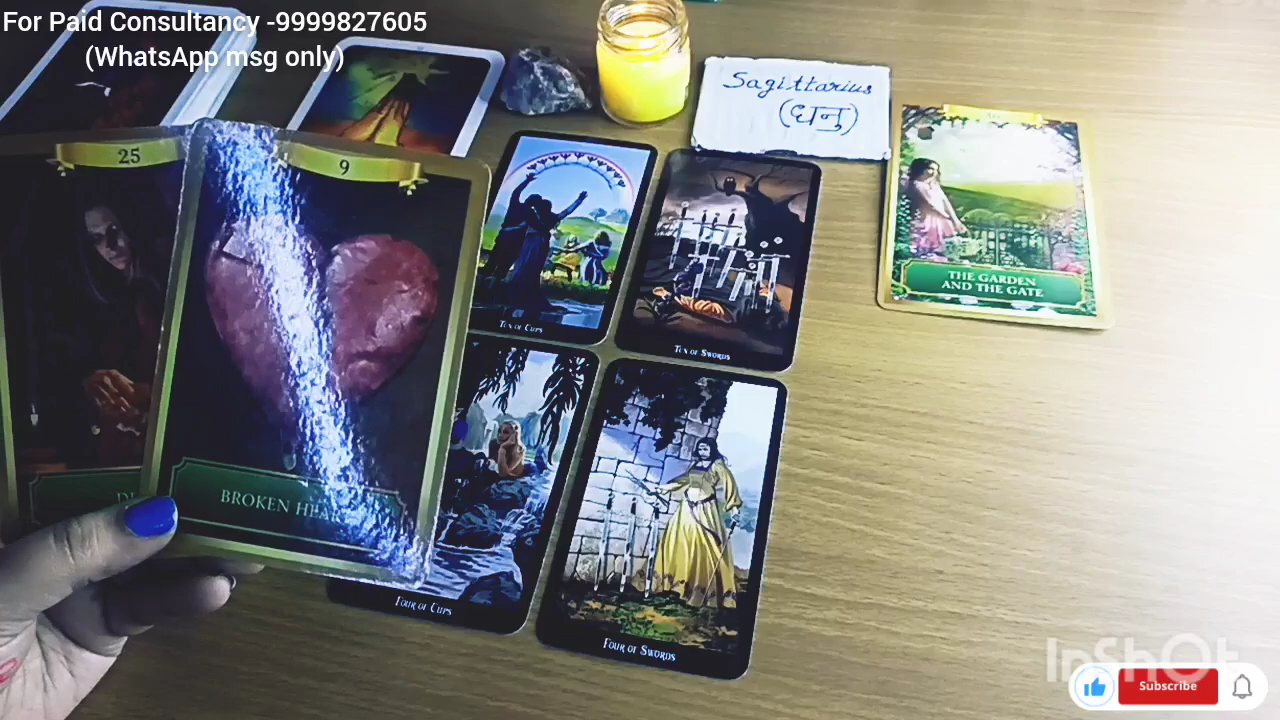 For Paid Consultancy -9999827605
(WhatsApp msg only)
Sagittarius
(धनु)
25
9
THE GARDEN
AND THE GATE
TEN OF CUPS
TEN OF SWORDS
BROKEN
FOUR OF CUPS
FOUR OF SWORDS
InShOt
Subscribe